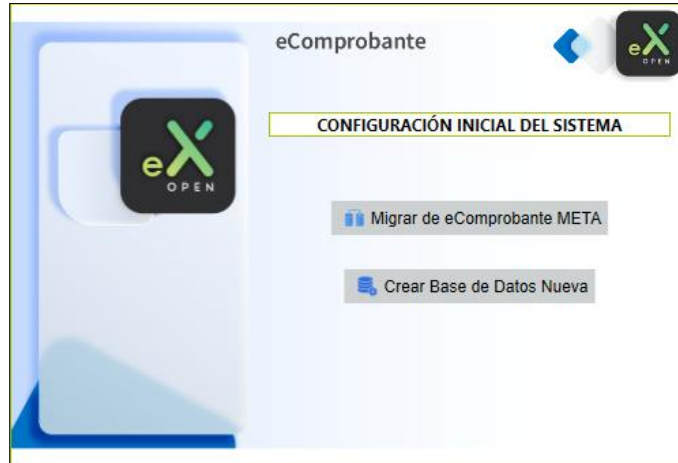 eComprobante
eX
OPEN
CONFIGURACIÓN INICIAL DEL SISTEMA
eX
OPEN
Migrar de eComprobante META
Crear Base de Datos Nueva